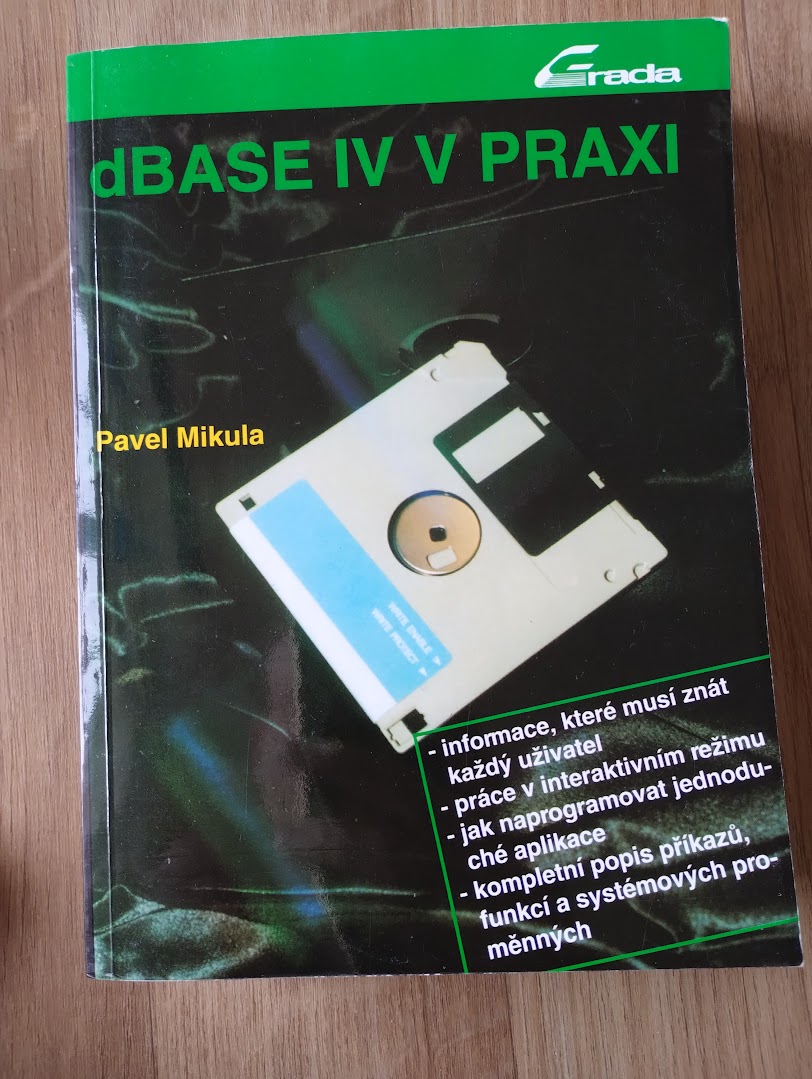 Grada
dBASE IV V PRAXI
Pavel Mikula
WRITE ENABLE
WRITE PROTECT
- informace, které musí znát
každý uživatel
- práce v interaktivním režimu
- jak naprogramovat jednodu-
ché aplikace
- kompletní popis příkazů,
funkcí a systémových pro-
měnných